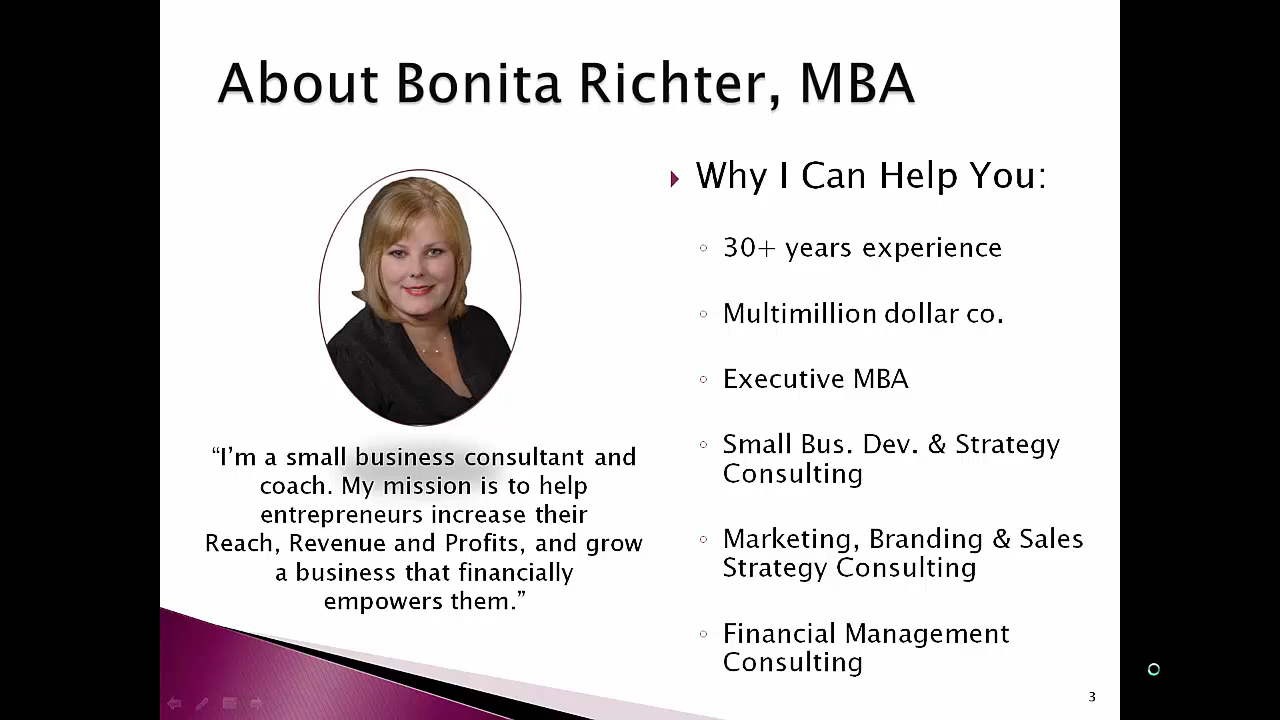 About Bonita Richter, MBA
“I’m a small business consultant and
coach. My mission is to help
entrepreneurs increase their
Reach, Revenue and Profits, and grow
a business that financially
empowers them.”
Why I Can Help You:
30+ years experience
Multimillion dollar co.
Executive MBA
Small Bus. Dev. & Strategy
Consulting
Marketing, Branding & Sales
Strategy Consulting
Financial Management
Consulting
3